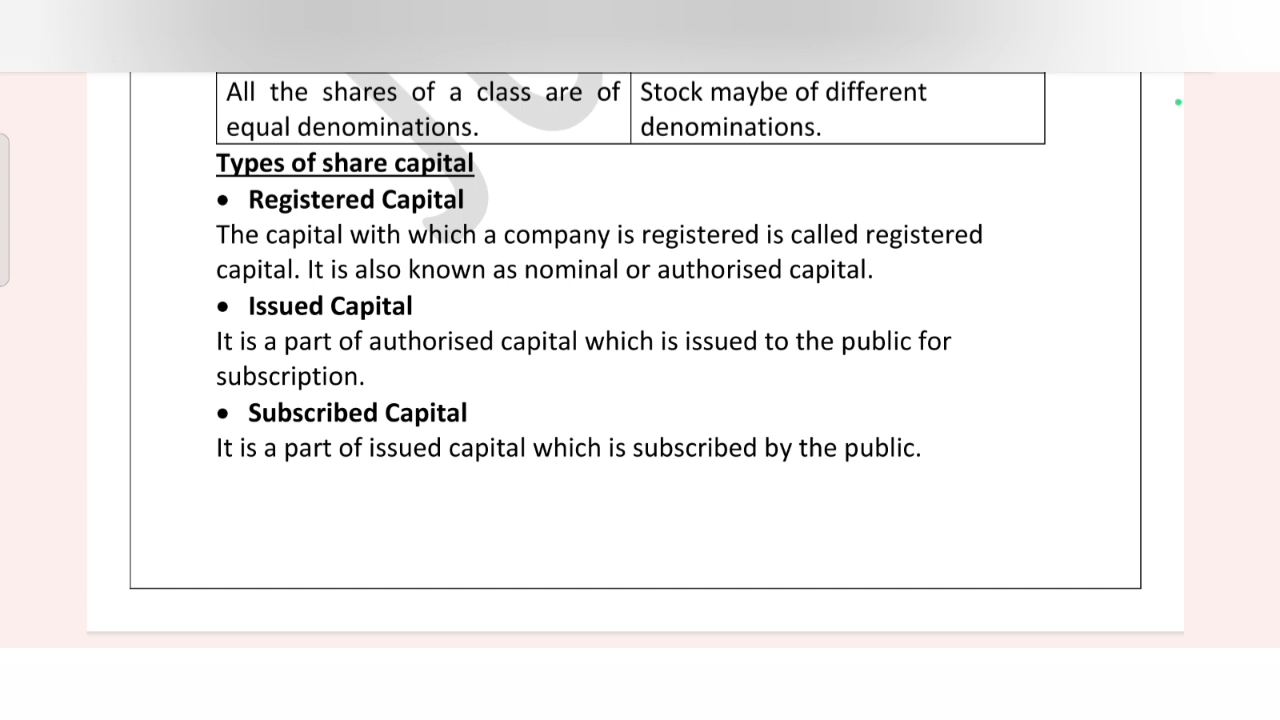 All the shares of a class are of
equal denominations.
Stock maybe of different
denominations.
Types of share capital
• Registered Capital
The capital with which a company is registered is called registered
capital. It is also known as nominal or authorised capital.
• Issued Capital
It is a part of authorised capital which is issued to the public for
subscription.
• Subscribed Capital
It is a part of issued capital which is subscribed by the public.